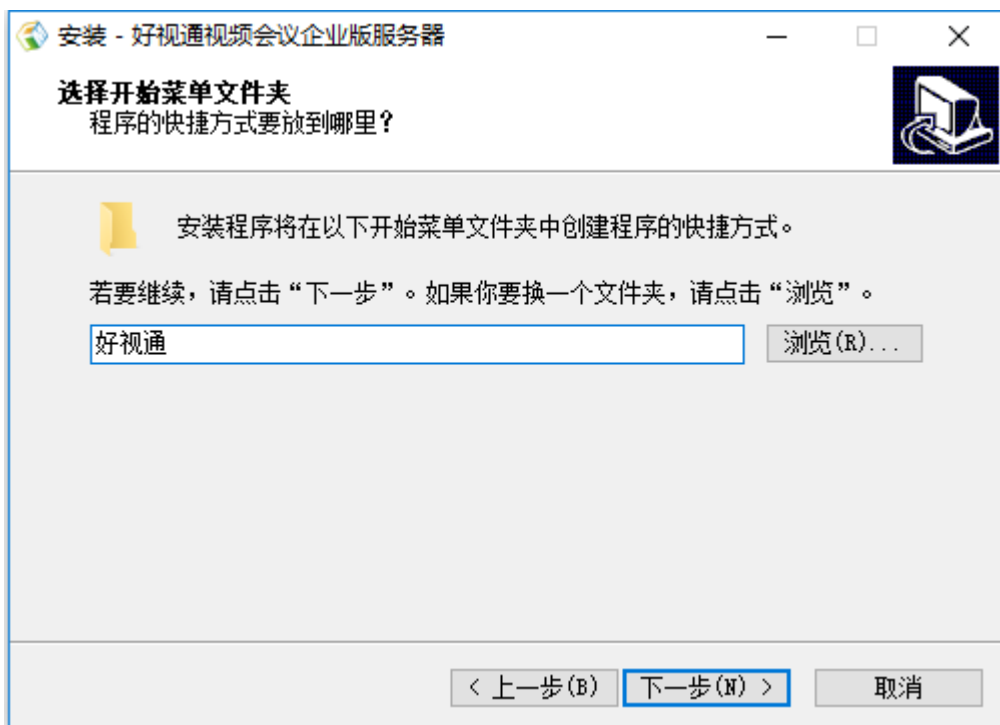 安装 - 好视通视频会议企业版服务器
选择开始菜单文件夹
程序的快捷方式要放到哪里？
安装程序将在以下开始菜单文件夹中创建程序的快捷方式。
若要继续，请点击“下一步”。如果你要换一个文件夹，请点击“浏览”。
好视通
浏览(R)...
< 上一步(B)
下一步(N) >
取消